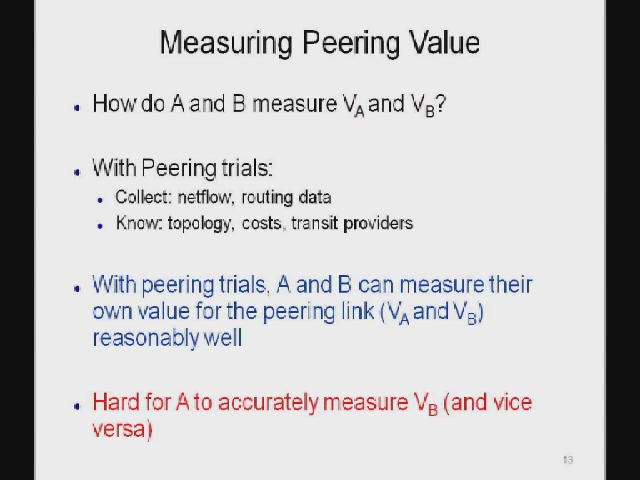 Measuring Peering Value
• How do A and B measure VA and VB?
• With Peering trials:
• Collect: netflow, routing data
• Know: topology, costs, transit providers
• With peering trials, A and B can measure their
own value for the peering link (VA and VB)
reasonably well
• Hard for A to accurately measure VB (and vice
versa)
13